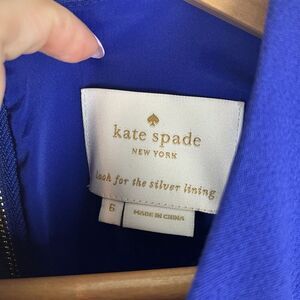 kate spade
NEW YORK
look for the silver lining
6
MADE IN CHINA